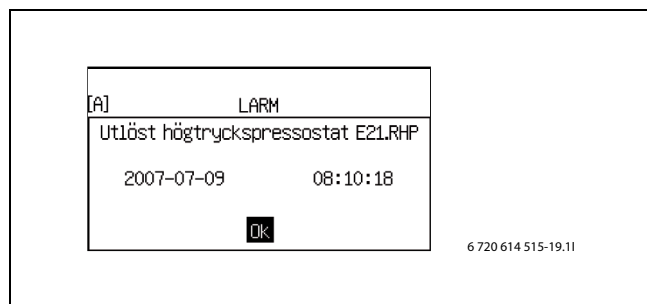 [A] LARM
Utlöst högtryckspressostat E21.RHP
2007-07-09 08:10:18
Ok
6 720 614 515-19.1I